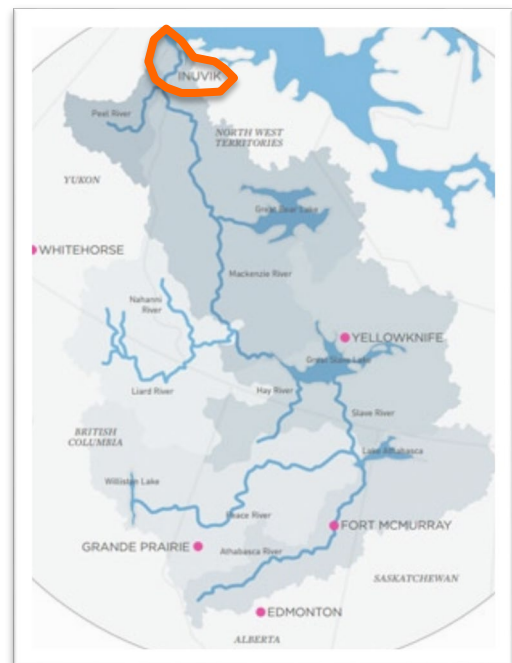 INUVIK
Peel River
NORTH WEST
TERRITORIES
YUKON
Great Bear Lake
WHITEHORSE
Mackenzie River
Nahanni
River
YELLOWKNIFE
Great Slave Lake
Hay River
Liard River
Slave River
BRITISH
COLUMBIA
Lake Athabasca
Williston Lake
Peace River
FORT MCMURRAY
GRANDE PRAIRIE
Athabasca River
SASKATCHEWAN
EDMONTON
ALBERTA